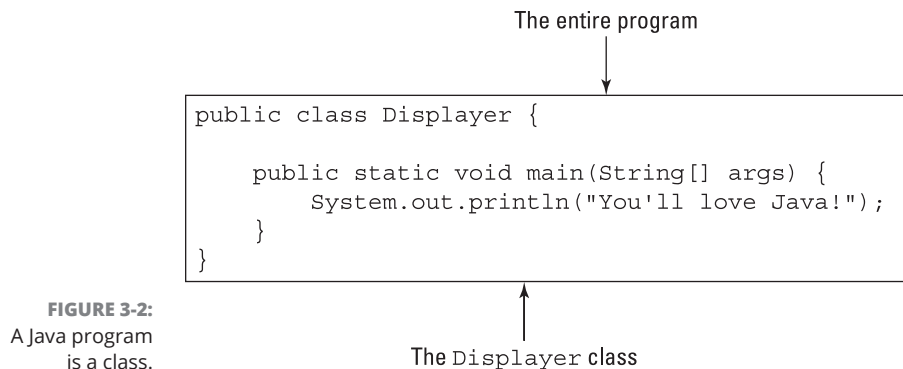 The entire program
public class Displayer {
public static void main(String[] args) {
System.out.println("You'll love Java!");
}
}
FIGURE 3-2:
A Java program
is a class.
The Displayer class